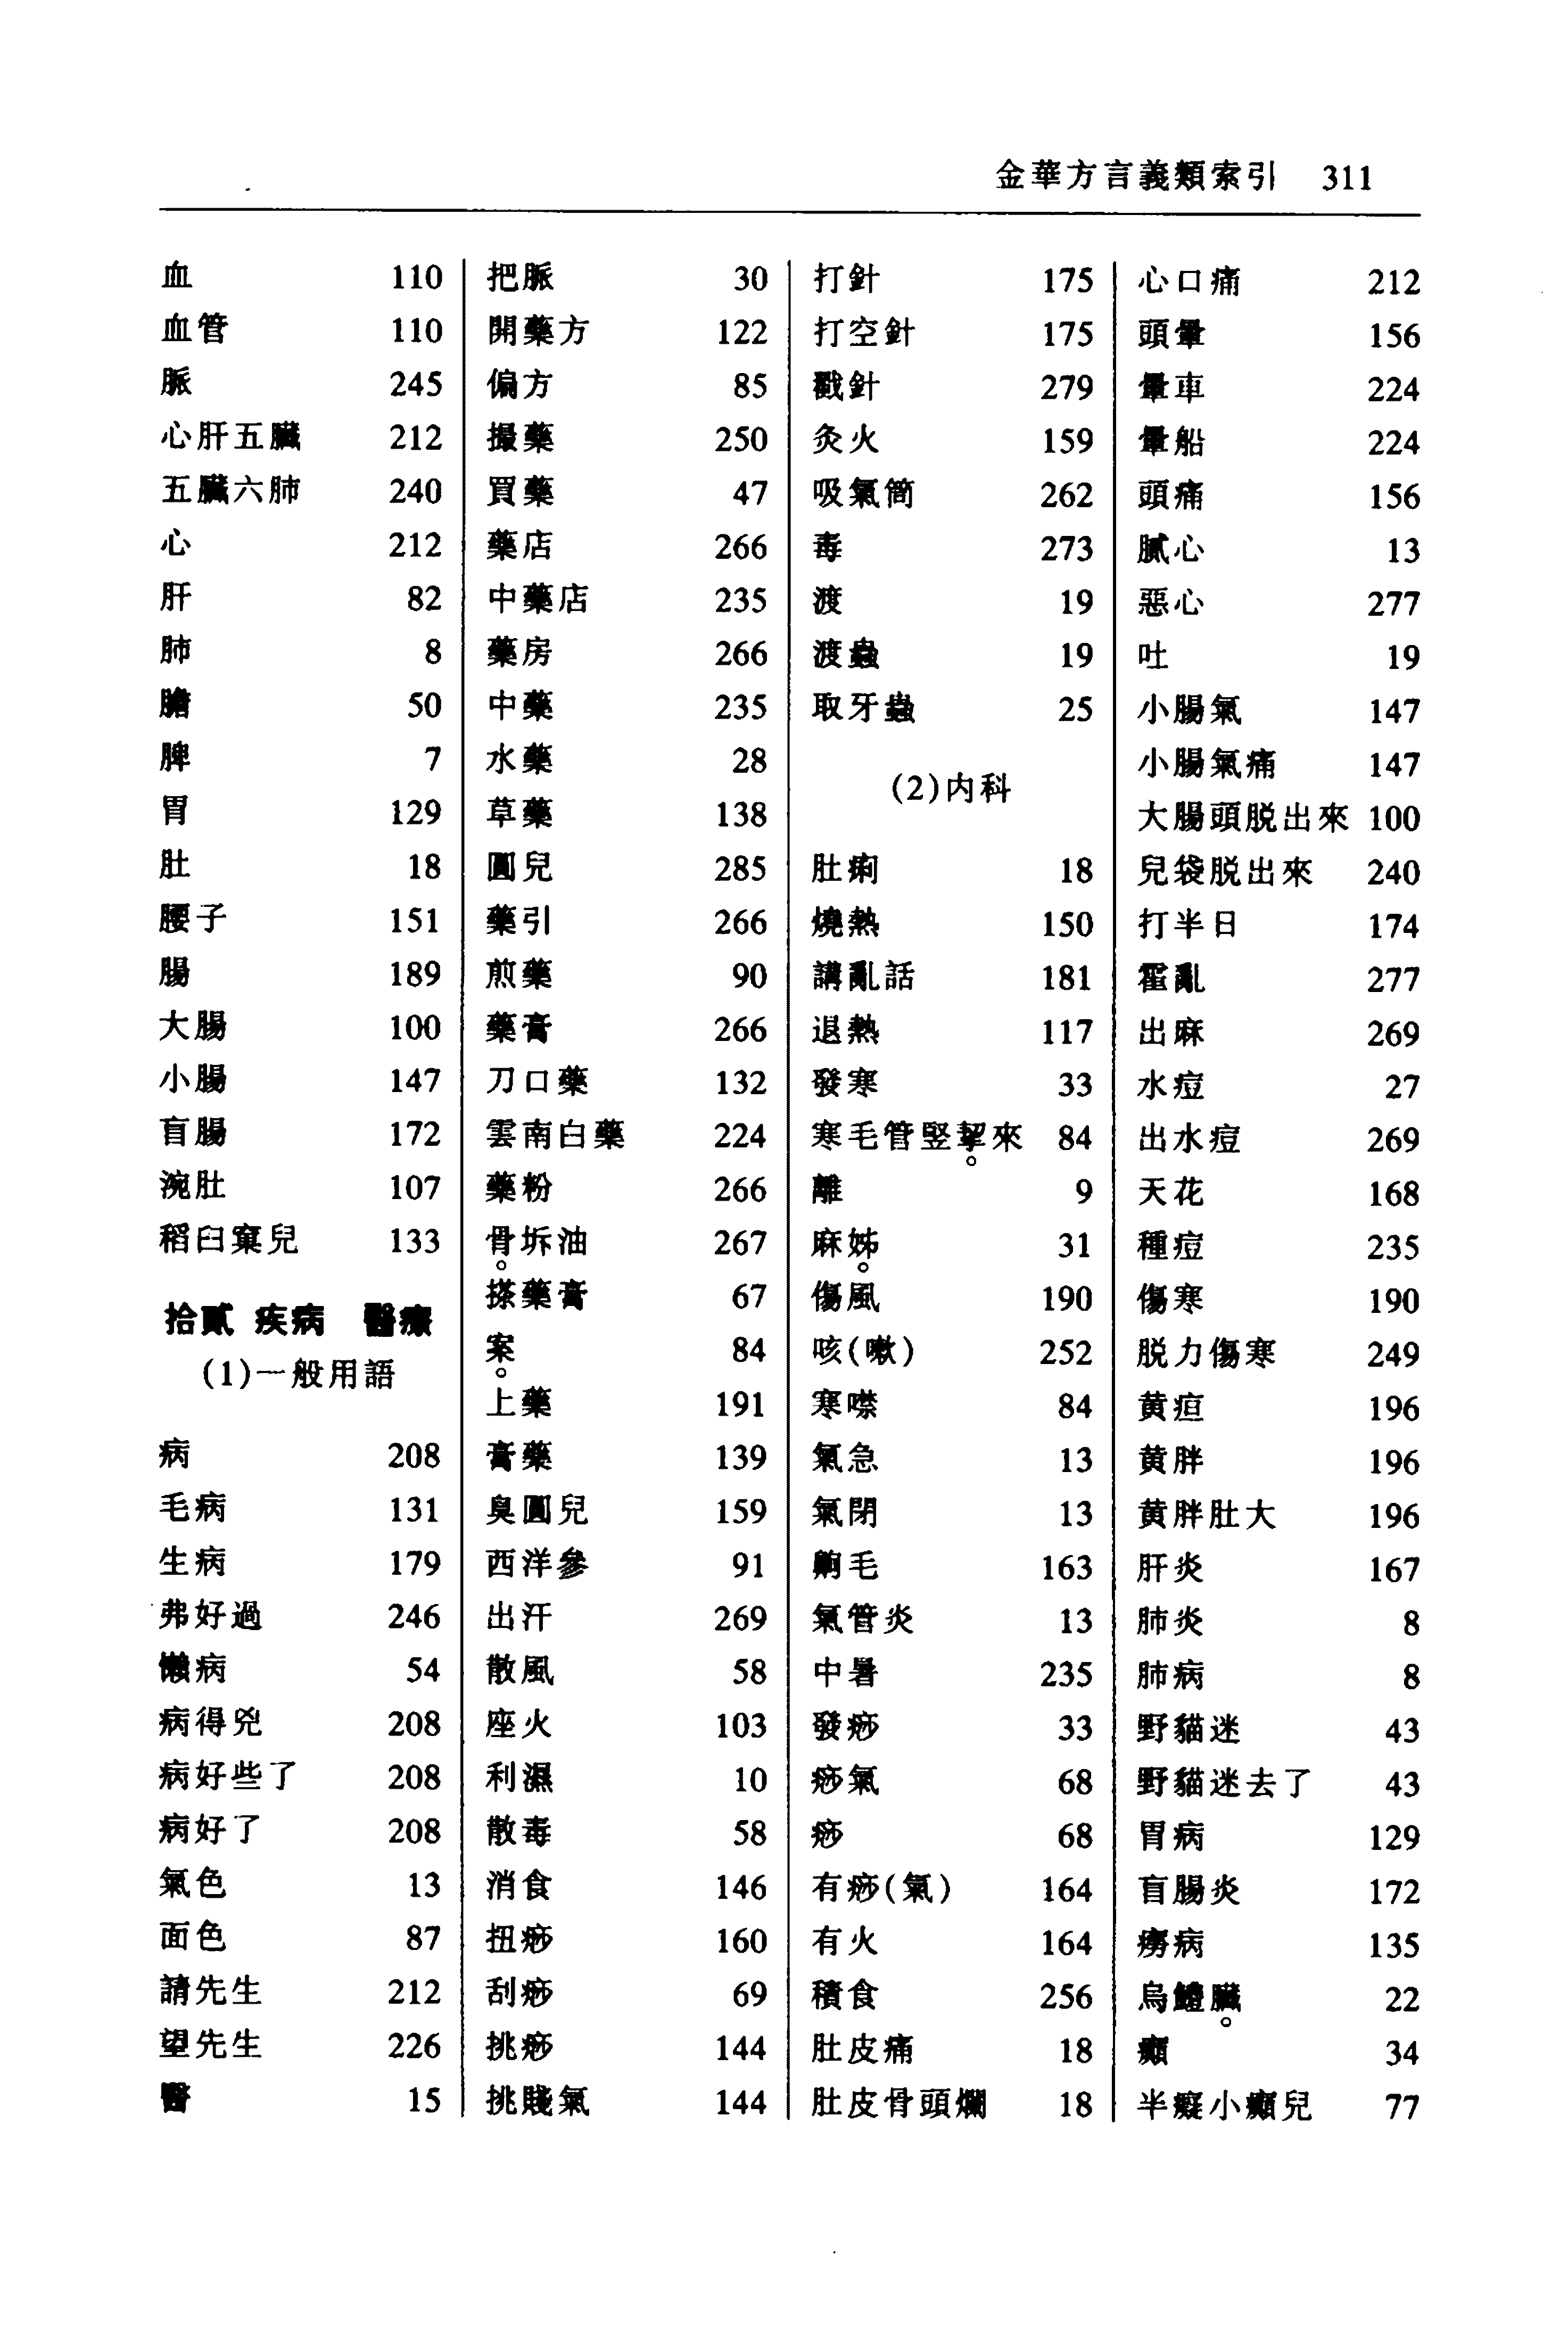 金華方言義類索引 311
血 110
血管 110
脈 245
心肝五臟 212
五臟六肺 240
心 212
肝 82
肺 8
膽 50
脾 7
胃 129
肚 18
腰子 151
腸 189
大腸 100
小腸 147
盲腸 172
涴肚 107
稻臼窠兒 133
拾貳 疾病 醫療
(1)一般用語
病 208
毛病 131
生病 179
弗好過 246
懶病 54
病得兇 208
病好些了 208
病好了 208
氣色 13
面色 87
請先生 212
望先生 226
醫 15
把脈 30
開藥方 122
偏方 85
撮藥 250
買藥 47
藥店 266
中藥店 235
藥房 266
中藥 235
水藥 28
草藥 138
圓兒 285
藥引 266
煎藥 90
藥膏 266
刀口藥 132
雲南白藥 224
藥粉 266
骨。坼油 267
搽藥膏 67
案。 84
上藥 191
膏藥 139
臭圓兒 159
西洋參 91
出汗 269
散風 58
座火 103
利濕 10
散毒 58
消食 146
扭痧 160
刮痧 69
挑痧 144
挑賤氣 144
打針 175
打空針 175
戳針 279
灸火 159
吸氣筒 262
毒 273
渡 19
渡蟲 19
取牙蟲 25
(2)内科
肚痢 18
燒熱 150
講亂話 181
退熱 117
發寒 33
寒毛管竪挈。來 84
離 9
麻姊。 31
傷風 190
咳(嗽) 252
寒噤 84
氣急 13
氣閉 13
齁毛 163
氣管炎 13
中暑 235
發痧 33
痧氣 68
痧 68
有痧(氣) 164
有火 164
積食 256
肚皮痛 18
肚皮骨頭爛 18
心口痛 212
頭暈 156
暈車 224
暈船 224
頭痛 156
膩心 13
惡心 277
吐 19
小腸氣 147
小腸氣痛 147
大腸頭脱出來 100
兒袋脱出來 240
打半日 174
霍亂 277
出麻 269
水痘 27
出水痘 269
天花 168
種痘 235
傷寒 190
脱力傷寒 249
黄疸 196
黄胖 196
黄胖肚大 196
肝炎 167
肺炎 8
肺病 8
野貓迷 43
野貓迷去了 43
胃病 129
盲腸炎 172
癆病 135
烏鱧臟。 22
癲 34
半癡小癲兒 77